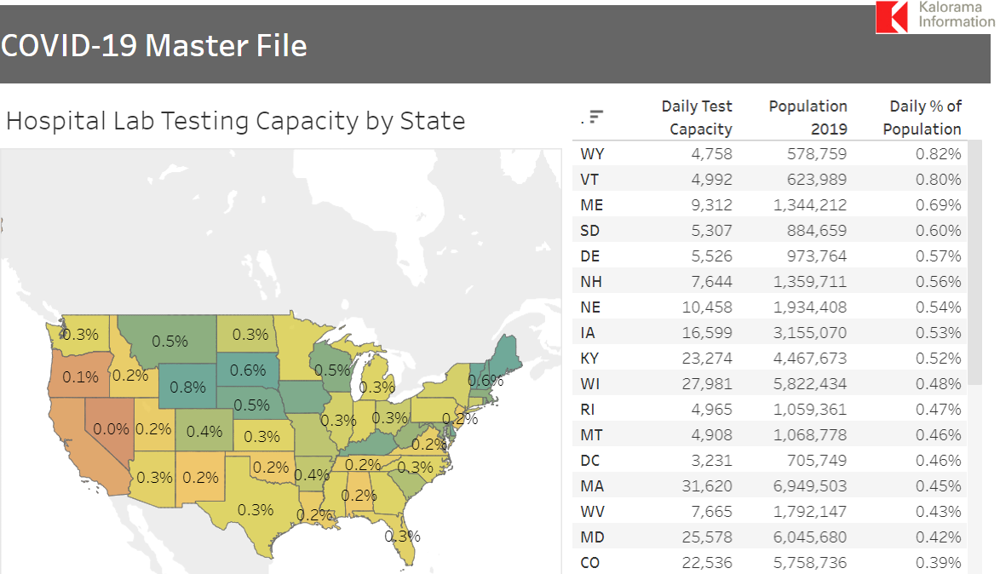 Kalorama
Information
COVID-19 Master File
Hospital Lab Testing Capacity by State
Daily Test Capacity Population 2019 Daily % of Population
WY 4,758 578,759 0.82%
VT 4,992 623,989 0.80%
ME 9,312 1,344,212 0.69%
SD 5,307 884,659 0.60%
DE 5,526 973,764 0.57%
NH 7,644 1,359,711 0.56%
NE 10,458 1,934,408 0.54%
IA 16,599 3,155,070 0.53%
KY 23,274 4,467,673 0.52%
WI 27,981 5,822,434 0.48%
RI 4,965 1,059,361 0.47%
MT 4,908 1,068,778 0.46%
DC 3,231 705,749 0.46%
MA 31,620 6,949,503 0.45%
WV 7,665 1,792,147 0.43%
MD 25,578 6,045,680 0.42%
CO 22,536 5,758,736 0.39%
0.3% 0.5% 0.3%
0.1% 0.2% 0.6% 0.5% 0.6%
0.8% 0.3%
0.5%
0.0% 0.2% 0.4% 0.3% 0.3% 0.3% 0.2%
0.2%
0.3% 0.2% 0.2% 0.4% 0.2% 0.3%
0.3% 0.2% 0.2%
0.3%